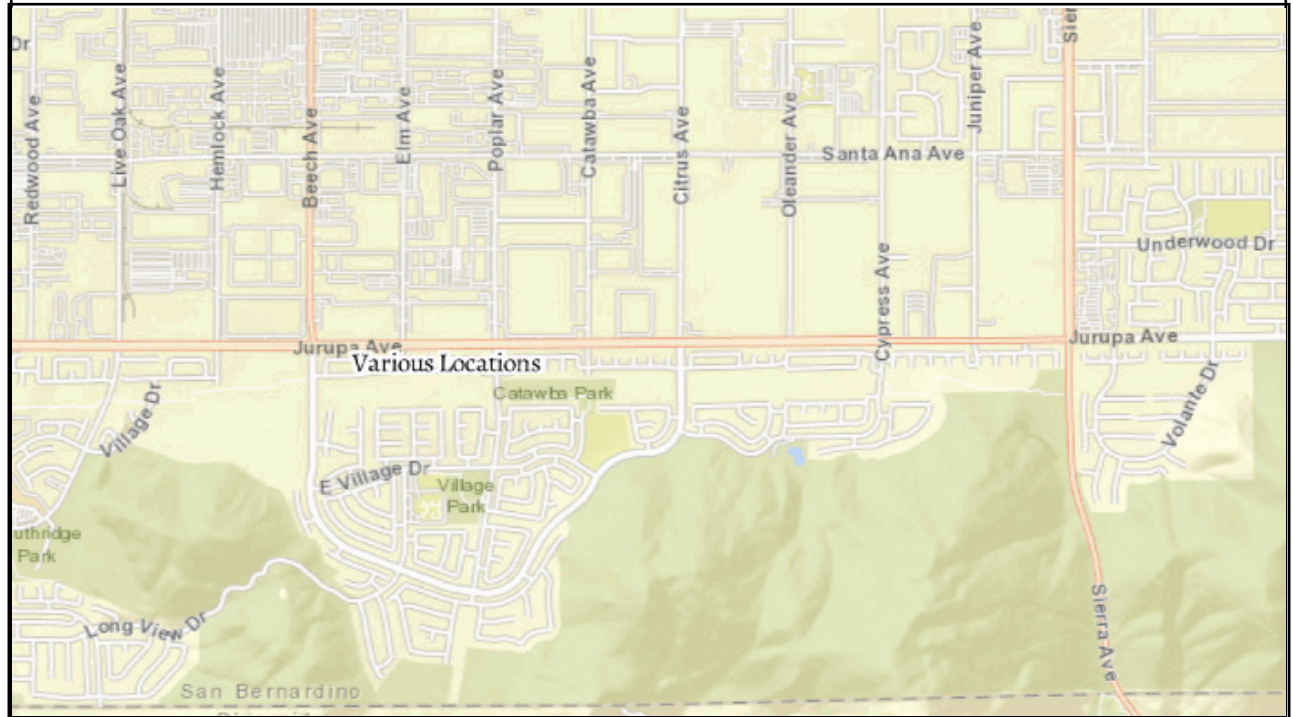 Dr
Redwood Ave
Live Oak Ave
Hemlock Ave
Beech Ave
Elm Ave
Poplar Ave
Catawba Ave
Citrus Ave
Oleander Ave
Santa Ana Ave
Juniper Ave
Sier
Underwood Dr
Cypress Ave
Jurupa Ave
Jurupa Ave
Various Locations
Catawba Park
Village Dr
Volante Dr
E Village Dr
Village
Park
uthridge
Park
Long View Dr
Sierra Ave
San Bernardino